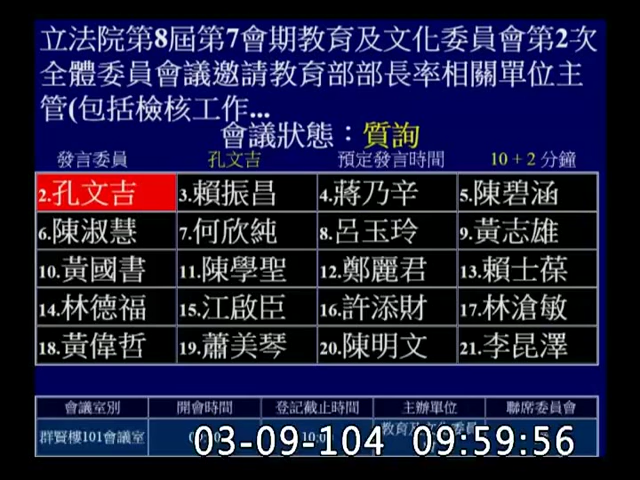 立法院第8屆第7會期教育及文化委員會第2次
全體委員會議邀請教育部部長率相關單位主
管(包括檢核工作...
會議狀態：質詢
發言委員 孔文吉 預定發言時間 10 + 2 分鐘
2.孔文吉 3.賴振昌 4.蔣乃辛 5.陳碧涵
6.陳淑慧 7.何欣純 8.呂玉玲 9.黃志雄
10.黃國書 11.陳學聖 12.鄭麗君 13.賴士葆
14.林德福 15.江啟臣 16.許添財 17.林滄敏
18.黃偉哲 19.蕭美琴 20.陳明文 21.李昆澤
會議室別 開會時間 登記截止時間 主辦單位 聯席委員會
群賢樓101會議室 教育及文化委員
03-09-104 09:59:56